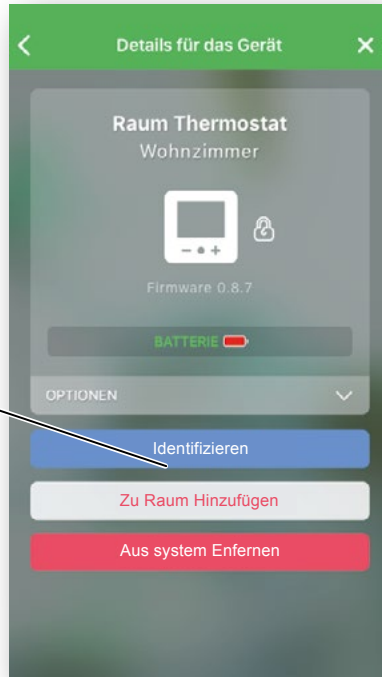 Details für das Gerät
Raum Thermostat
Wohnzimmer
Firmware 0.8.7
BATTERIE
OPTIONEN
Identifizieren
Zu Raum Hinzufügen
Aus system Enfernen